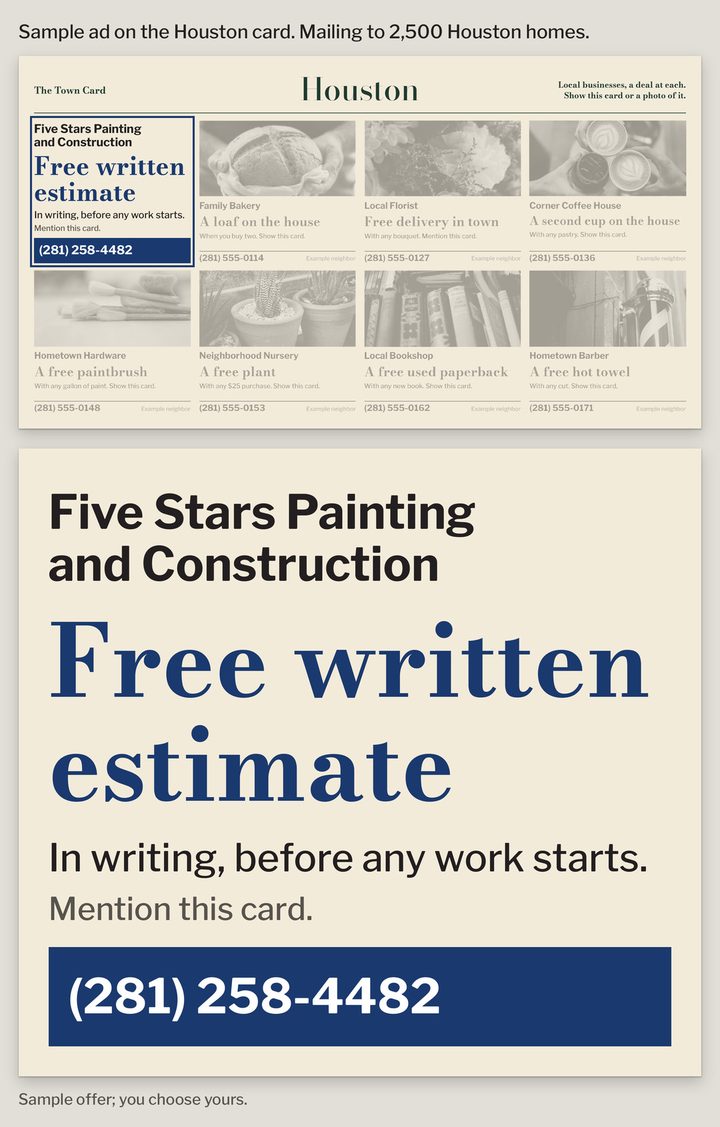 Sample ad on the Houston card. Mailing to 2,500 Houston homes.
The Town Card
Houston
Local businesses, a deal at each.
Show this card or a photo of it.
Five Stars Painting
and Construction
Free written
estimate
In writing, before any work starts.
Mention this card.
(281) 258-4482
Family Bakery
A loaf on the house
When you buy two. Show this card.
(281) 555-0114
Example neighbor
Local Florist
Free delivery in town
With any bouquet. Mention this card.
(281) 555-0127
Example neighbor
Corner Coffee House
A second cup on the house
With any pastry. Show this card.
(281) 555-0136
Example neighbor
Hometown Hardware
A free paintbrush
With any gallon of paint. Show this card.
(281) 555-0148
Example neighbor
Neighborhood Nursery
A free plant
With any $25 purchase. Show this card.
(281) 555-0153
Example neighbor
Local Bookshop
A free used paperback
With any new book. Show this card.
(281) 555-0162
Example neighbor
Hometown Barber
A free hot towel
With any cut. Show this card.
(281) 555-0171
Example neighbor
Five Stars Painting
and Construction
Free written
estimate
In writing, before any work starts.
Mention this card.
(281) 258-4482
Sample offer; you choose yours.